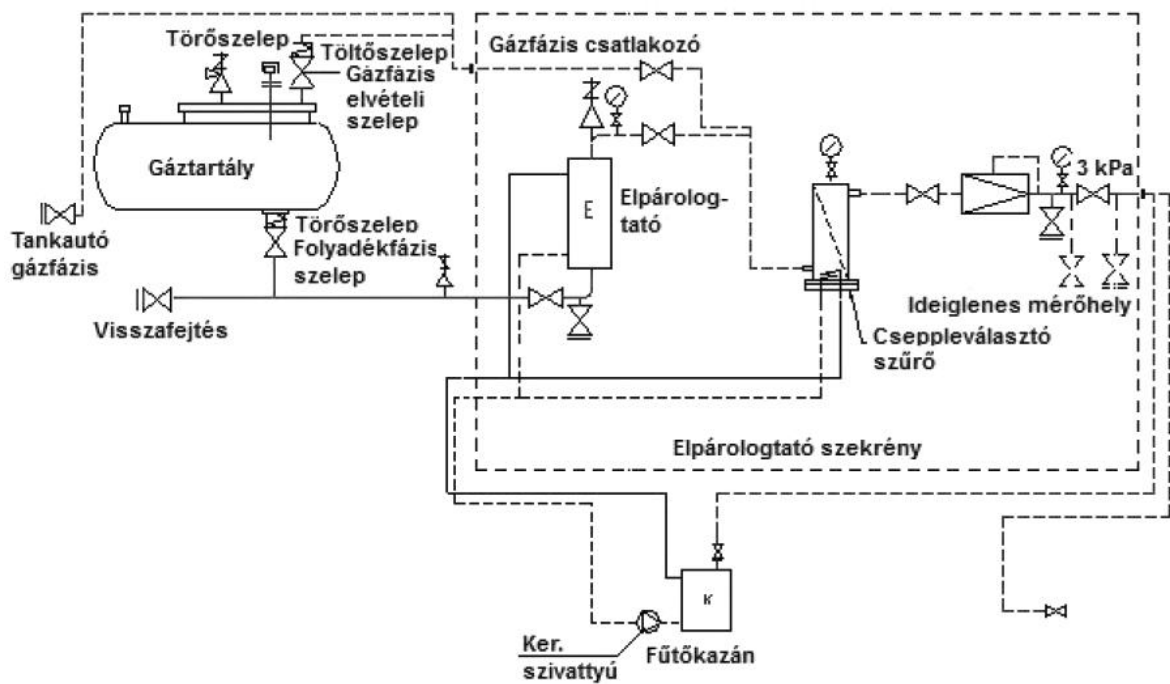 Törőszelep
Töltőszelep
Gázfázis
elvételi
szelep
Gázfázis csatlakozó
Gáztartály
E
Elpárolog-
tató
3 kPa
Tankautó
gázfázis
Törőszelep
Folyadékfázis
szelep
Visszafejtés
Ideiglenes mérőhely
Cseppleválasztó
szűrő
Elpárologtató szekrény
K
Ker.
szivattyú
Fűtőkazán